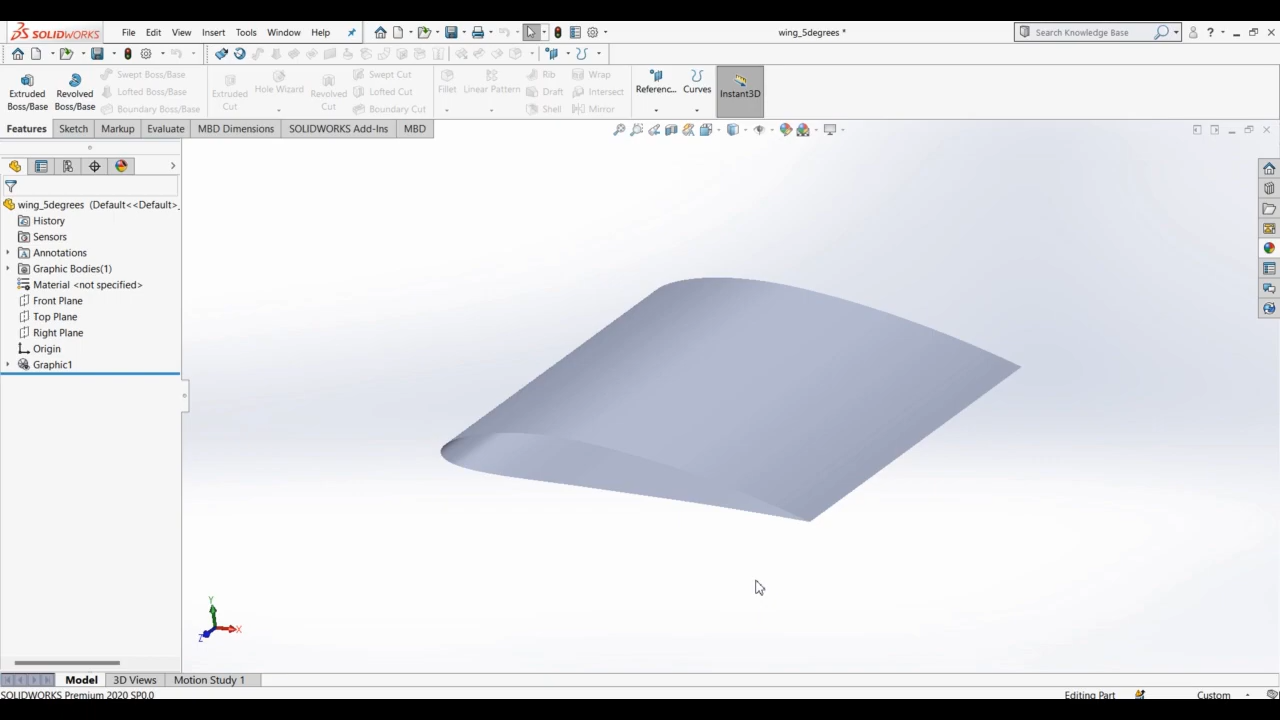 SOLIDWORKS File Edit View Insert Tools Window Help wing_5degrees * Search Knowledge Base ?
Extruded Boss/Base Revolved Boss/Base Swept Boss/Base Lofted Boss/Base Boundary Boss/Base Extruded Cut Hole Wizard Revolved Cut Swept Cut Lofted Cut Boundary Cut Fillet Linear Pattern Rib Draft Shell Wrap Intersect Mirror Referenc... Curves Instant3D
Features Sketch Markup Evaluate MBD Dimensions SOLIDWORKS Add-Ins MBD
wing_5degrees (Default<<Default>_
History
Sensors
Annotations
Graphic Bodies(1)
Material <not specified>
Front Plane
Top Plane
Right Plane
Origin
Graphic1
Y
Z X
Model 3D Views Motion Study 1
SOLIDWORKS Premium 2020 SP0.0 Editing Part Custom